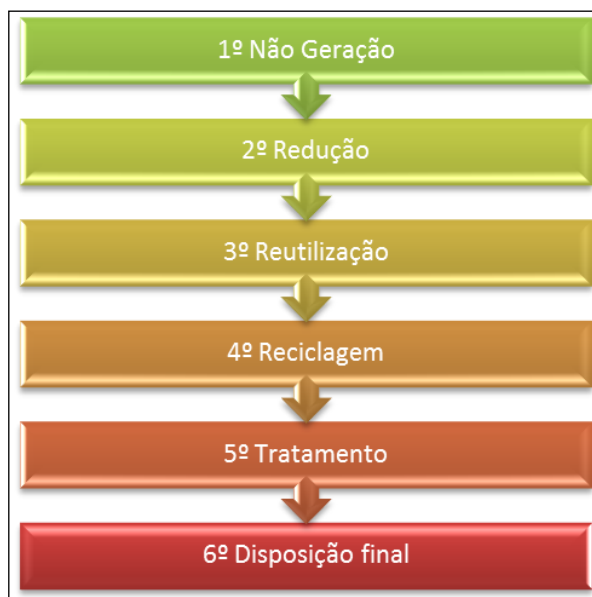 1º Não Geração
2º Redução
3º Reutilização
4º Reciclagem
5º Tratamento
6º Disposição final